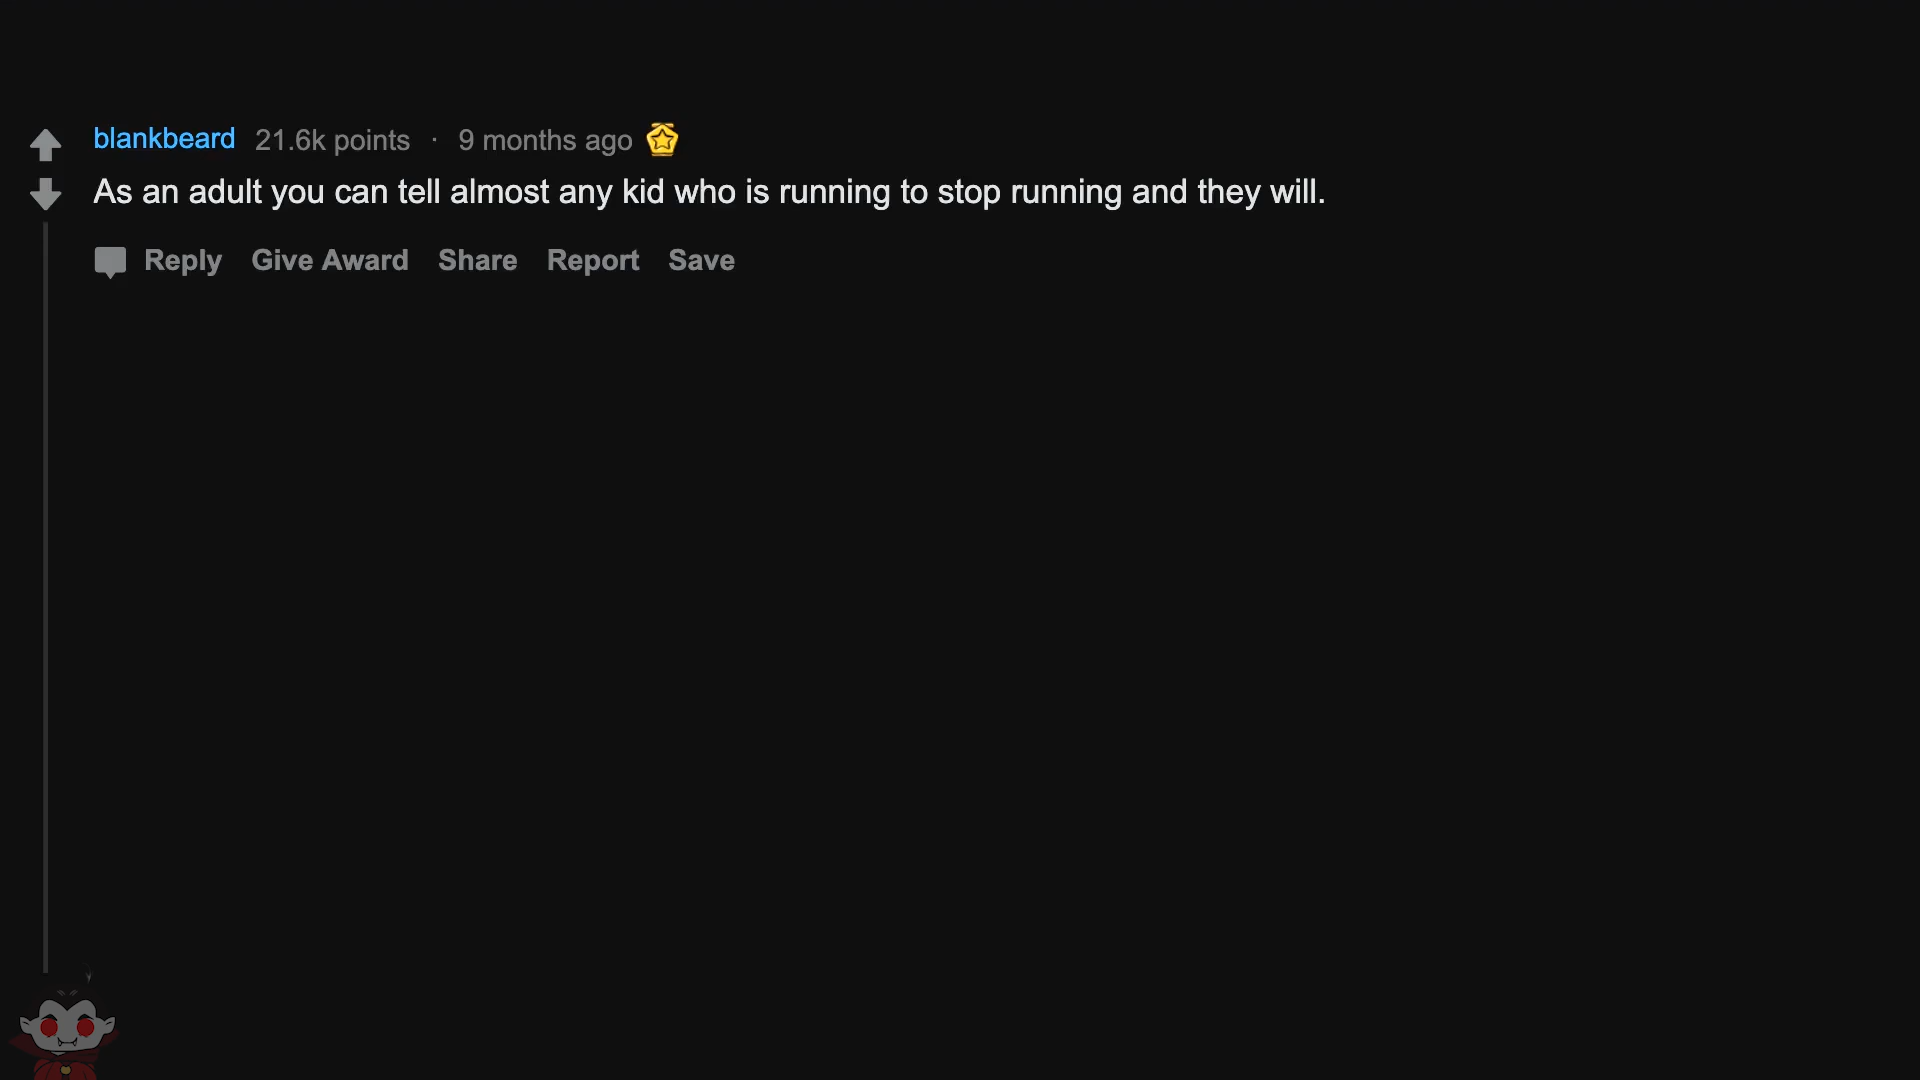 blankbeard 21.6k points · 9 months ago
As an adult you can tell almost any kid who is running to stop running and they will.
Reply Give Award Share Report Save